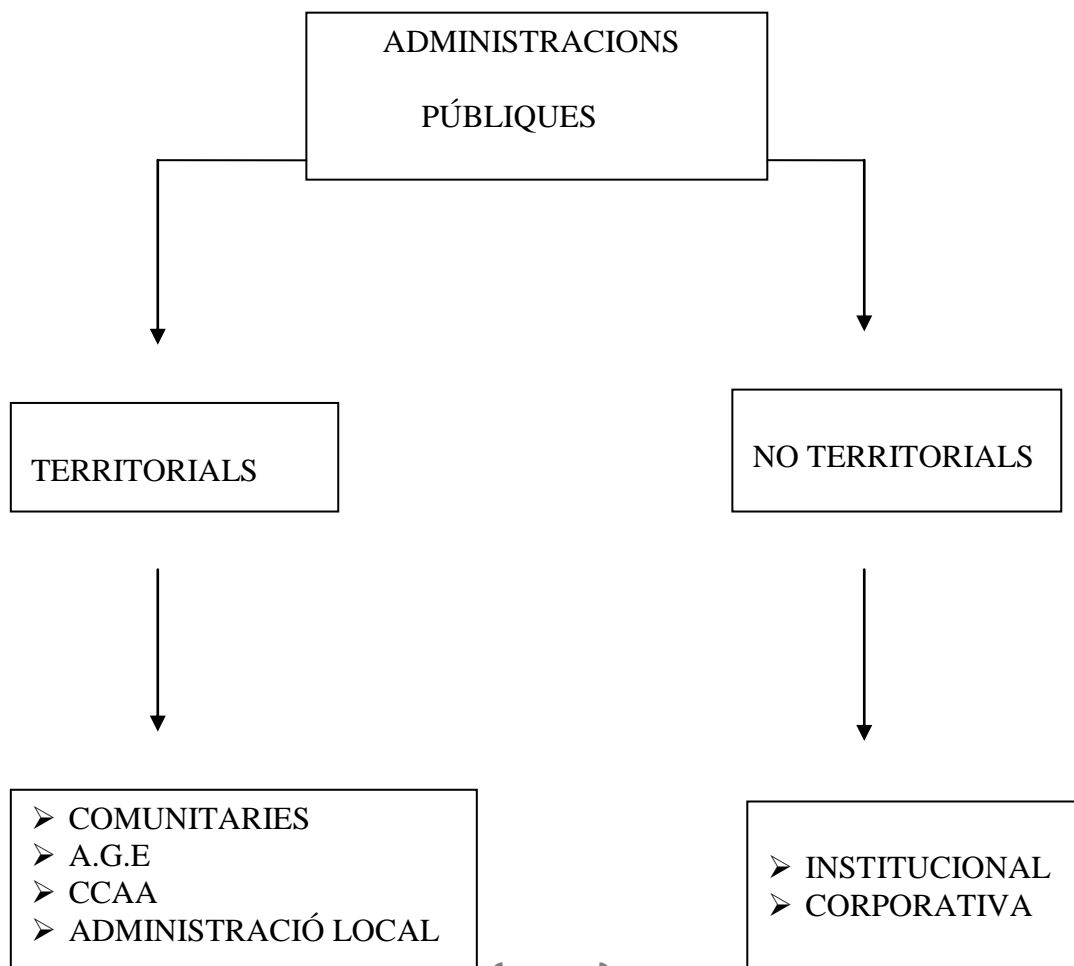 ADMINISTRACIONS
PÚBLIQUES
TERRITORIALS
NO TERRITORIALS
➢ COMUNITARIES
➢ A.G.E
➢ CCAA
➢ ADMINISTRACIÓ LOCAL
➢ INSTITUCIONAL
➢ CORPORATIVA